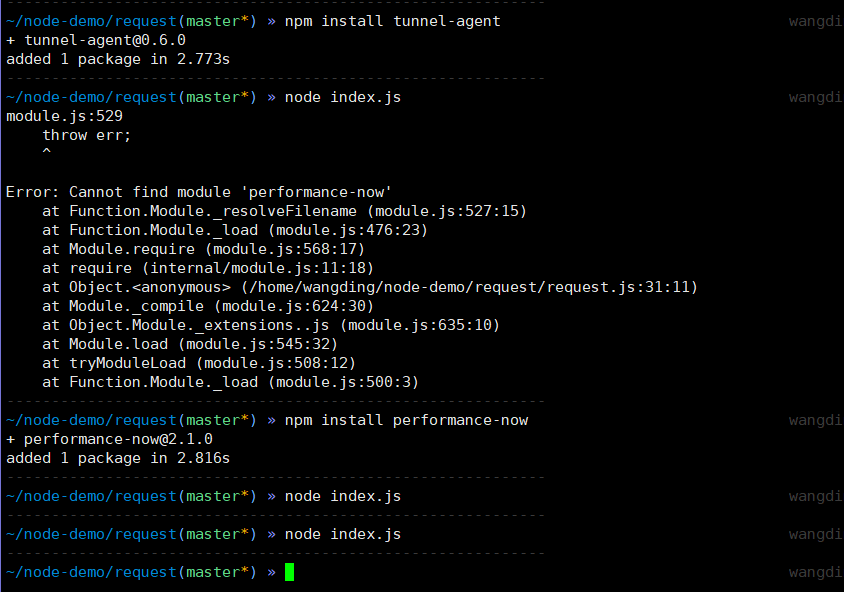 ~/node-demo/request(master*) » npm install tunnel-agent wangdi
+ tunnel-agent@0.6.0
added 1 package in 2.773s
~/node-demo/request(master*) » node index.js wangdi
module.js:529
    throw err;
    ^
Error: Cannot find module 'performance-now'
    at Function.Module._resolveFilename (module.js:527:15)
    at Function.Module._load (module.js:476:23)
    at Module.require (module.js:568:17)
    at require (internal/module.js:11:18)
    at Object.<anonymous> (/home/wangding/node-demo/request/request.js:31:11)
    at Module._compile (module.js:624:30)
    at Object.Module._extensions..js (module.js:635:10)
    at Module.load (module.js:545:32)
    at tryModuleLoad (module.js:508:12)
    at Function.Module._load (module.js:500:3)
~/node-demo/request(master*) » npm install performance-now wangdi
+ performance-now@2.1.0
added 1 package in 2.816s
~/node-demo/request(master*) » node index.js wangdi
~/node-demo/request(master*) » node index.js wangdi
~/node-demo/request(master*) » wangdi